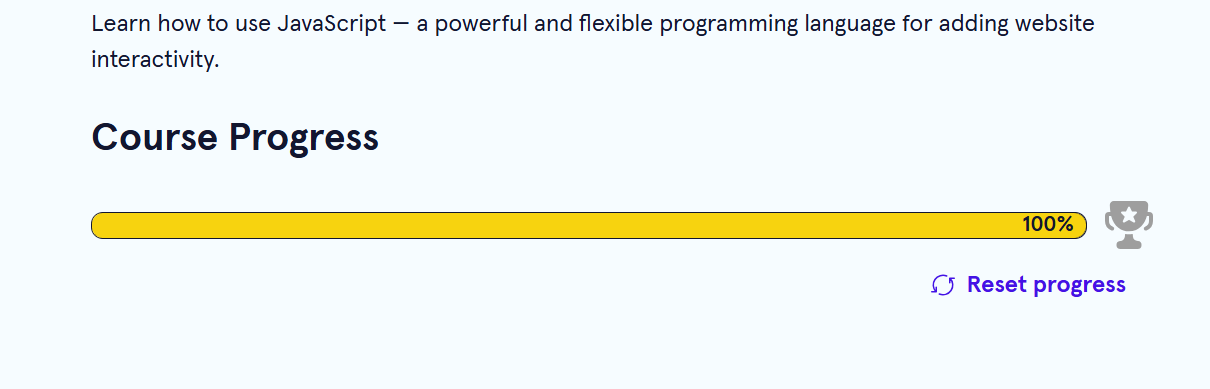 Learn how to use JavaScript — a powerful and flexible programming language for adding website
interactivity.
Course Progress
100%
Reset progress